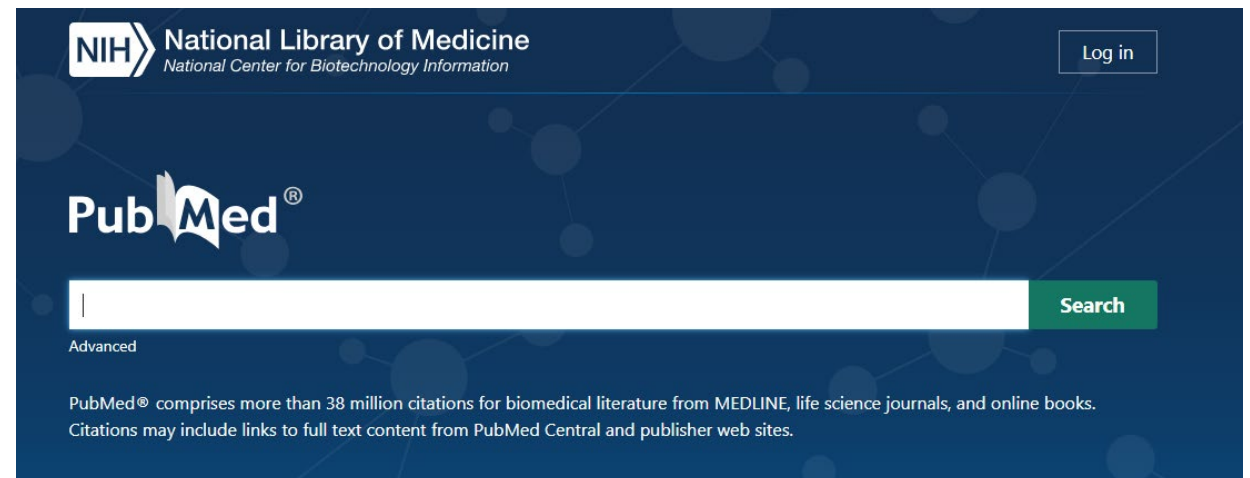 NIH National Library of Medicine
National Center for Biotechnology Information
Log in
PubMed®
Search
Advanced
PubMed® comprises more than 38 million citations for biomedical literature from MEDLINE, life science journals, and online books.
Citations may include links to full text content from PubMed Central and publisher web sites.